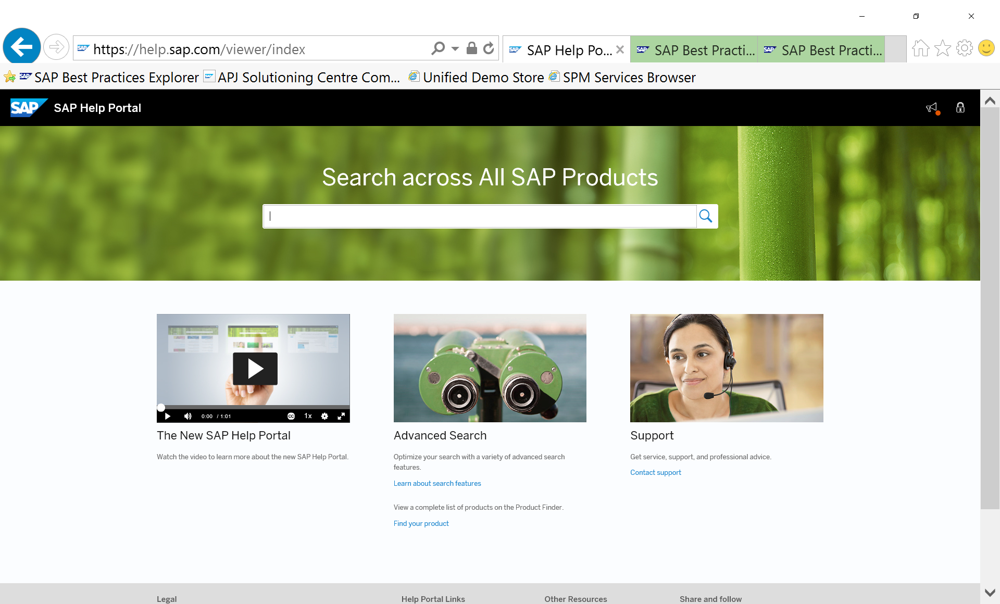 https://help.sap.com/viewer/index
SAP Help Po...
SAP Best Practi...
SAP Best Practi...
SAP Best Practices Explorer
APJ Solutioning Centre Com...
Unified Demo Store
SPM Services Browser
SAP
SAP Help Portal
Search across All SAP Products
0:00 / 1:01
CC
1x
The New SAP Help Portal
Watch the video to learn more about the new SAP Help Portal.
Advanced Search
Optimize your search with a variety of advanced search
features.
Learn about search features
View a complete list of products on the Product Finder.
Find your product
Support
Get service, support, and professional advice.
Contact support
Legal
Help Portal Links
Other Resources
Share and follow